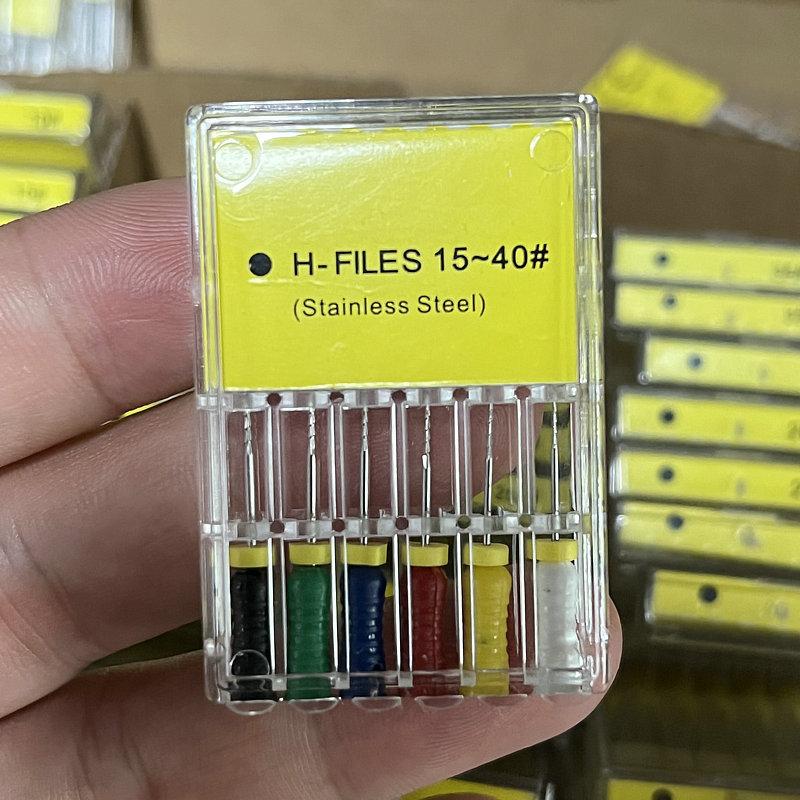 ● H-FILES 15~40#
(Stainless Steel)